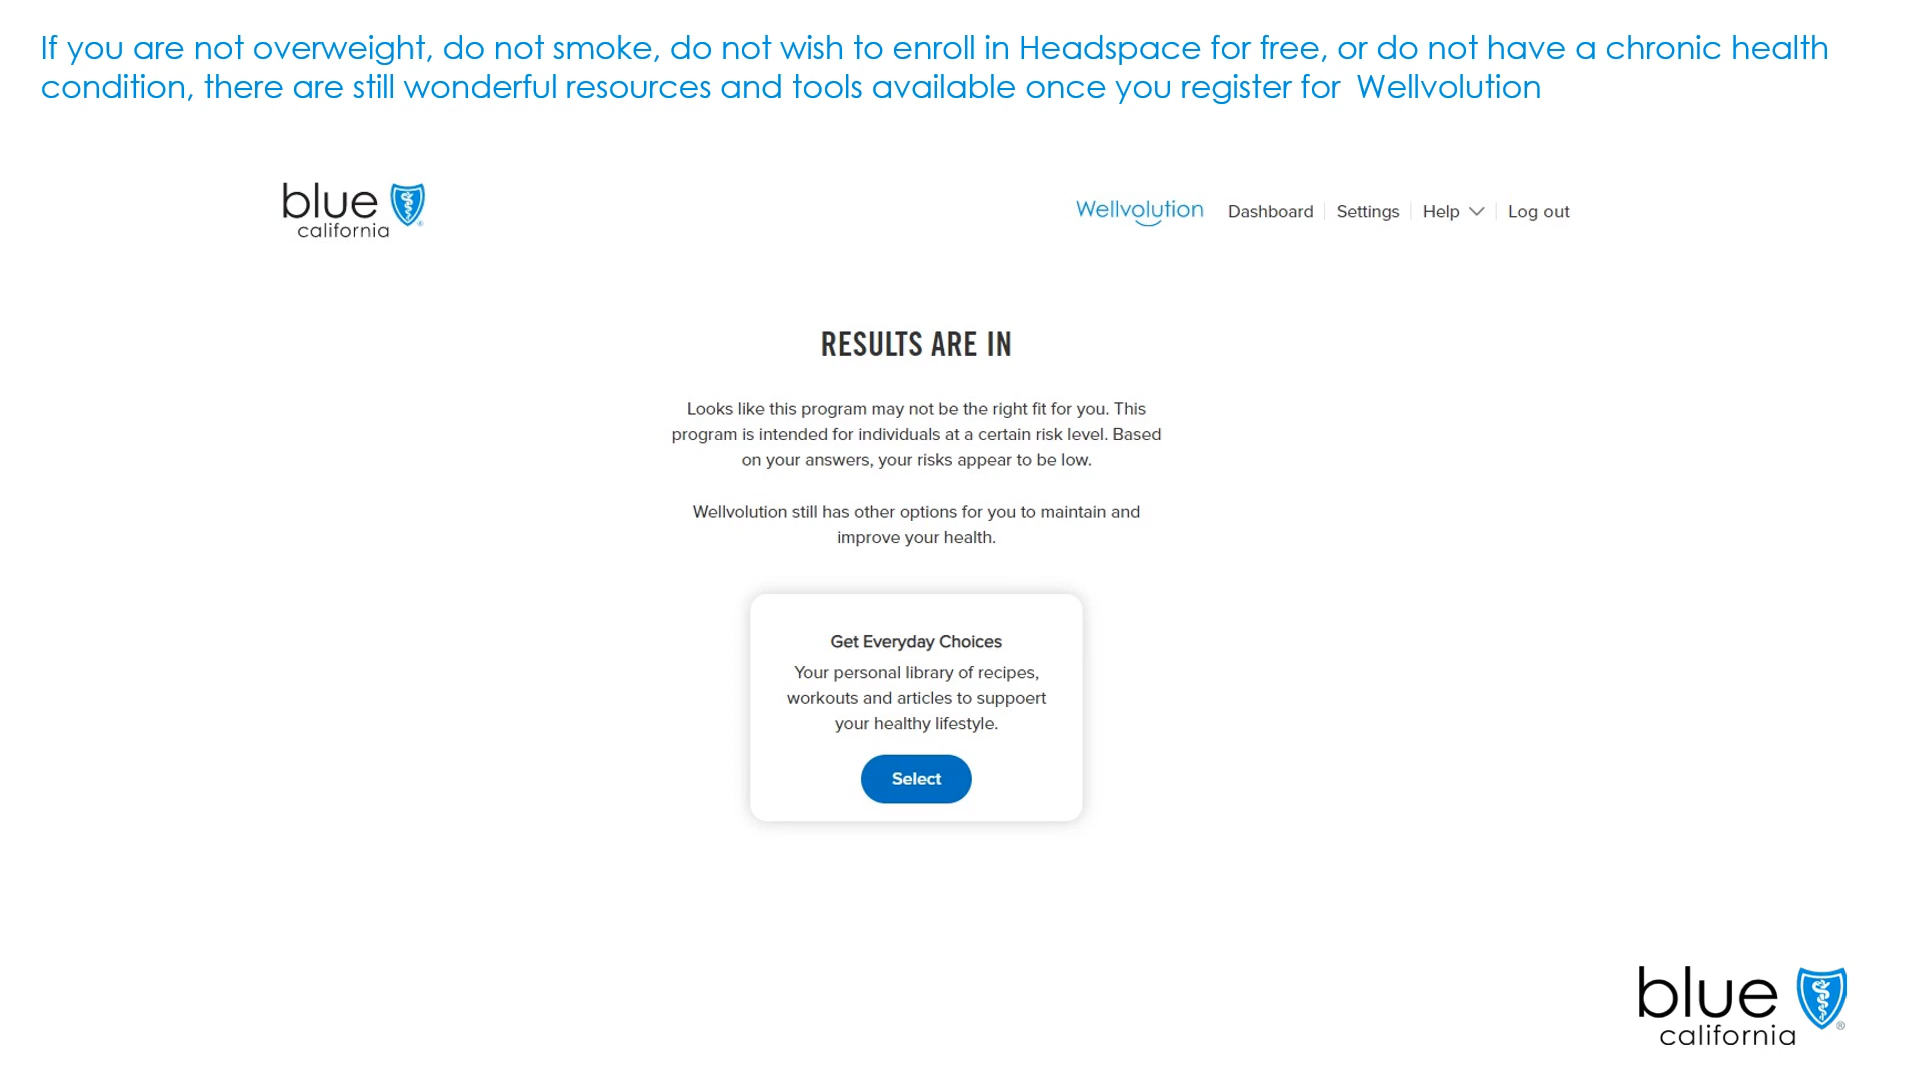 If you are not overweight, do not smoke, do not wish to enroll in Headspace for free, or do not have a chronic health
condition, there are still wonderful resources and tools available once you register for Wellvolution
blue
california
Wellvolution Dashboard Settings Help Log out
RESULTS ARE IN
Looks like this program may not be the right fit for you. This
program is intended for individuals at a certain risk level. Based
on your answers, your risks appear to be low.
Wellvolution still has other options for you to maintain and
improve your health.
Get Everyday Choices
Your personal library of recipes,
workouts and articles to suppoert
your healthy lifestyle.
Select
blue
california
®